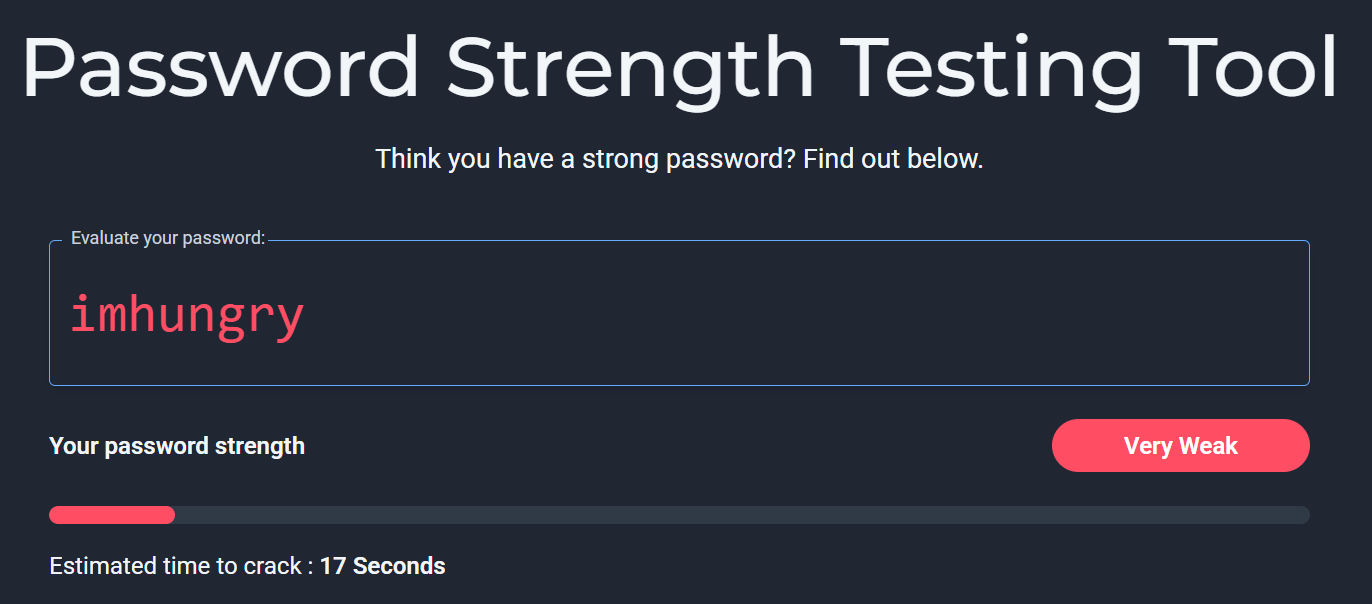 Password Strength Testing Tool
Think you have a strong password? Find out below.
Evaluate your password:
imhungry
Your password strength
Very Weak
Estimated time to crack : 17 Seconds